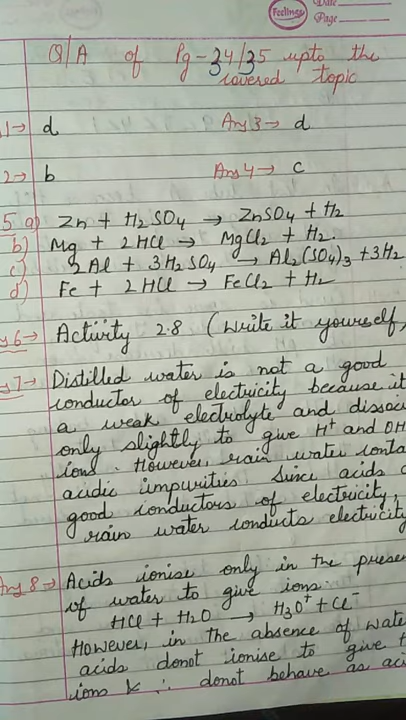 Feelings
Date
Page
Q/A of Pg-34/35 upto the
covered topic
1→ d
Ans 3→ d
2→ b
Ans 4→ c
5 a) Zn + H₂SO₄ → ZnSO₄ + H₂
b) Mg + 2HCl → MgCl₂ + H₂.
c) 2Al + 3H₂SO₄ → Al₂(SO₄)₃ + 3H₂
d) Fe + 2HCl → FeCl₂ + H₂
6→ Activity 2.8 (Write it yourself,
7→ Distilled water is not a good
conductor of electricity because it
a weak electrolyte and dissoci
only slightly to give H⁺ and OH
ions. However, rain water conta
acidic impurities. Since acids
good conductors of electricity,
rain water conducts electricity
Ans 8→ Acids ionise only in the presen
of water to give ions.
HCl + H₂O → H₃O⁺ + Cl⁻
However, in the absence of wate
acids donot ionise to give
ions & ∴ donot behave as aci